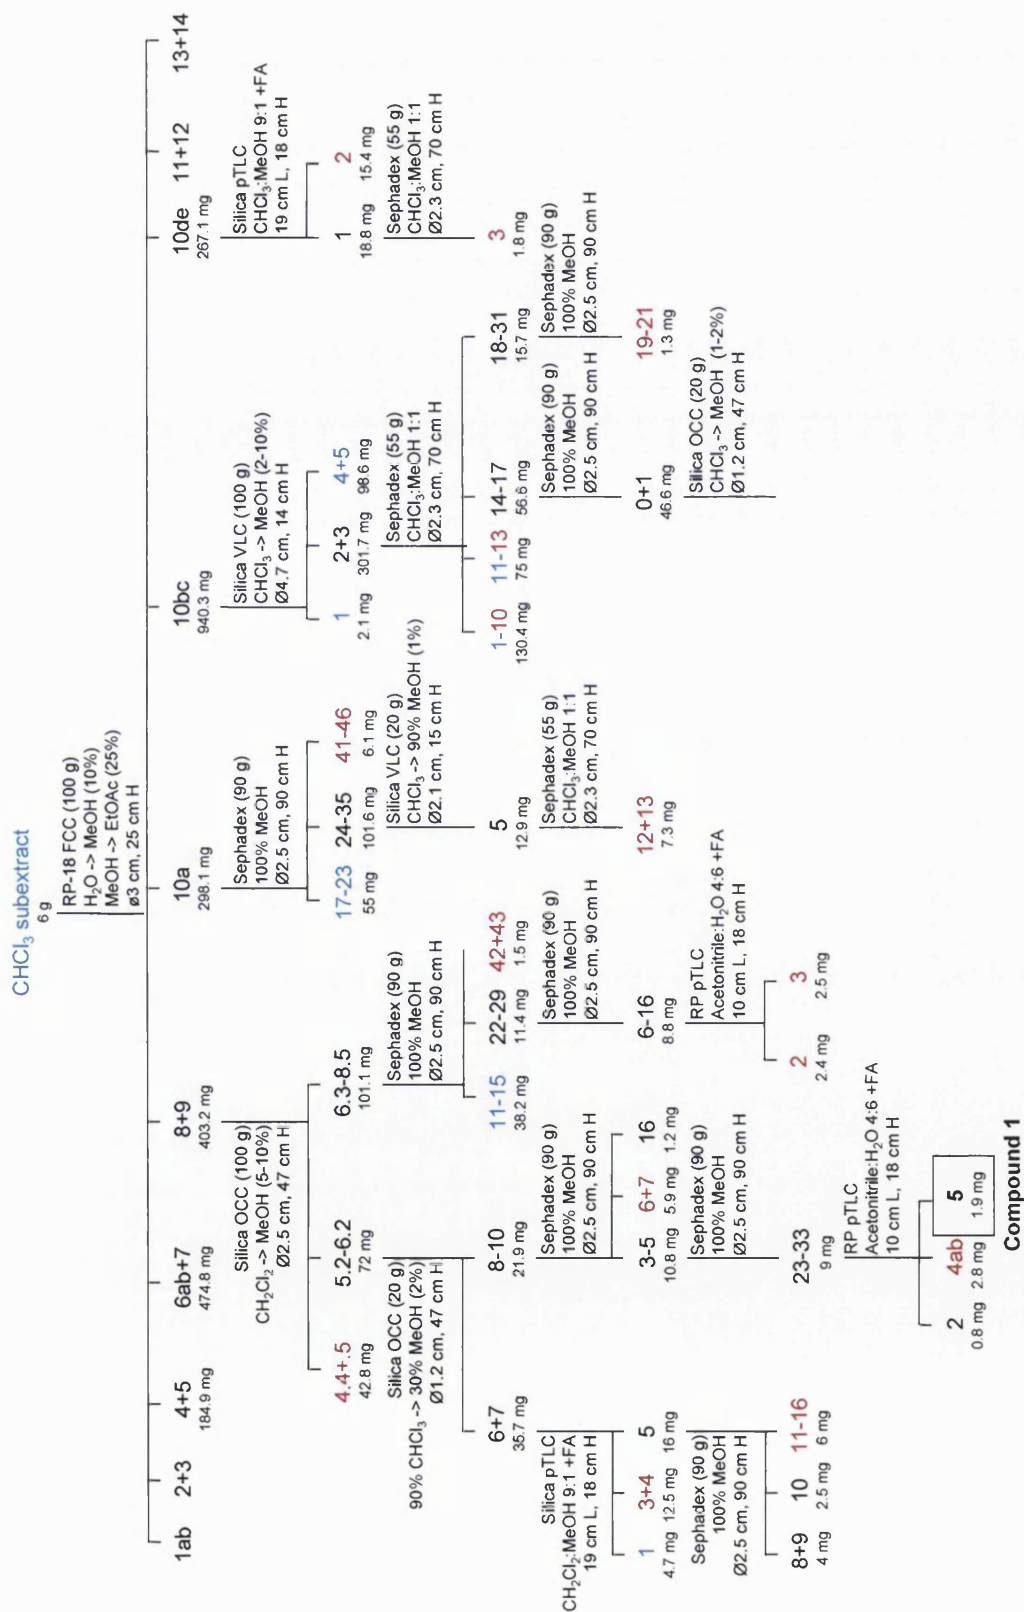 CHCl₃ subextract
6 g
RP-18 FCC (100 g)
H₂O -> MeOH (10%)
MeOH -> EtOAc (25%)
ø3 cm, 25 cm H
1ab
2+3
4+5
184.9 mg
6ab+7
474.8 mg
8+9
403.2 mg
10a
298.1 mg
10bc
940.3 mg
10de
267.1 mg
11+12
13+14
Silica OCC (100 g)
CH₂Cl₂ -> MeOH (5-10%)
Ø2.5 cm, 47 cm H
Sephadex (90 g)
100% MeOH
Ø2.5 cm, 90 cm H
Silica VLC (100 g)
CHCl₃ -> MeOH (2-10%)
Ø4.7 cm, 14 cm H
Silica pTLC
CHCl₃:MeOH 9:1 +FA
19 cm L, 18 cm H
4.4+.5
42.8 mg
5.2-6.2
72 mg
6.3-8.5
101.1 mg
17-23
55 mg
24-35
101.6 mg
41-46
6.1 mg
1
2.1 mg
2+3
301.7 mg
4+5
98.6 mg
1
18.8 mg
2
15.4 mg
Silica OCC (20 g)
90% CHCl₃ -> 30% MeOH (2%)
Ø1.2 cm, 47 cm H
Sephadex (90 g)
100% MeOH
Ø2.5 cm, 90 cm H
Silica VLC (20 g)
CHCl₃ -> 90% MeOH (1%)
Ø2.1 cm, 15 cm H
Sephadex (55 g)
CHCl₃:MeOH 1:1
Ø2.3 cm, 70 cm H
Sephadex (55 g)
CHCl₃:MeOH 1:1
Ø2.3 cm, 70 cm H
6+7
35.7 mg
8-10
21.9 mg
11-15
38.2 mg
22-29
11.4 mg
42+43
1.5 mg
5
12.9 mg
1-10
130.4 mg
11-13
75 mg
14-17
56.6 mg
18-31
15.7 mg
3
1.8 mg
Silica pTLC
CH₂Cl₂:MeOH 9:1 +FA
19 cm L, 18 cm H
Sephadex (90 g)
100% MeOH
Ø2.5 cm, 90 cm H
Sephadex (90 g)
100% MeOH
Ø2.5 cm, 90 cm H
Sephadex (55 g)
CHCl₃:MeOH 1:1
Ø2.3 cm, 70 cm H
Sephadex (90 g)
100% MeOH
Ø2.5 cm, 90 cm H
Sephadex (90 g)
100% MeOH
Ø2.5 cm, 90 cm H
1
4.7 mg
3+4
12.5 mg
5
16 mg
3-5
10.8 mg
6+7
5.9 mg
16
1.2 mg
6-16
8.8 mg
12+13
7.3 mg
0+1
46.6 mg
19-21
1.3 mg
Sephadex (90 g)
100% MeOH
Ø2.5 cm, 90 cm H
Sephadex (90 g)
100% MeOH
Ø2.5 cm, 90 cm H
RP pTLC
Acetonitrile:H₂O 4:6 +FA
10 cm L, 18 cm H
Silica OCC (20 g)
CHCl₃ -> MeOH (1-2%)
Ø1.2 cm, 47 cm H
8+9
4 mg
10
2.5 mg
11-16
6 mg
23-33
9 mg
2
2.4 mg
3
2.5 mg
RP pTLC
Acetonitrile:H₂O 4:6 +FA
10 cm L, 18 cm H
2
0.8 mg
4ab
2.8 mg
5
1.9 mg
Compound 1